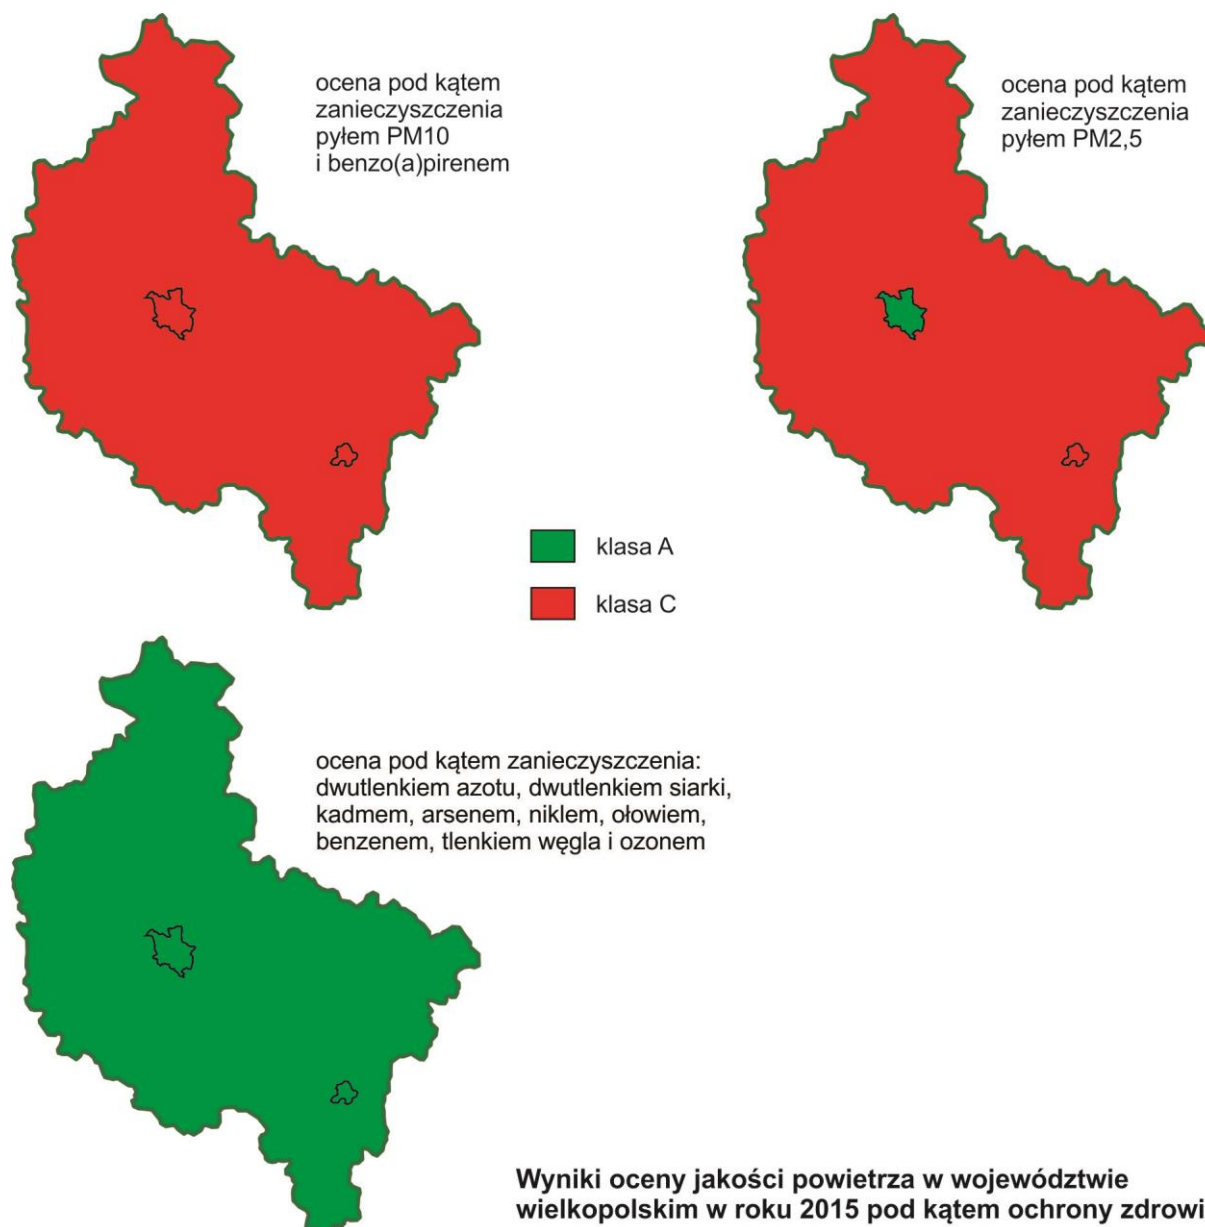 ocena pod kątem
zanieczyszczenia
pyłem PM10
i benzo(a)pirenem
ocena pod kątem
zanieczyszczenia
pyłem PM2,5
klasa A
klasa C
ocena pod kątem zanieczyszczenia:
dwutlenkiem azotu, dwutlenkiem siarki,
kadmem, arsenem, niklem, ołowiem,
benzenem, tlenkiem węgla i ozonem
Wyniki oceny jakości powietrza w województwie
wielkopolskim w roku 2015 pod kątem ochrony zdrowi